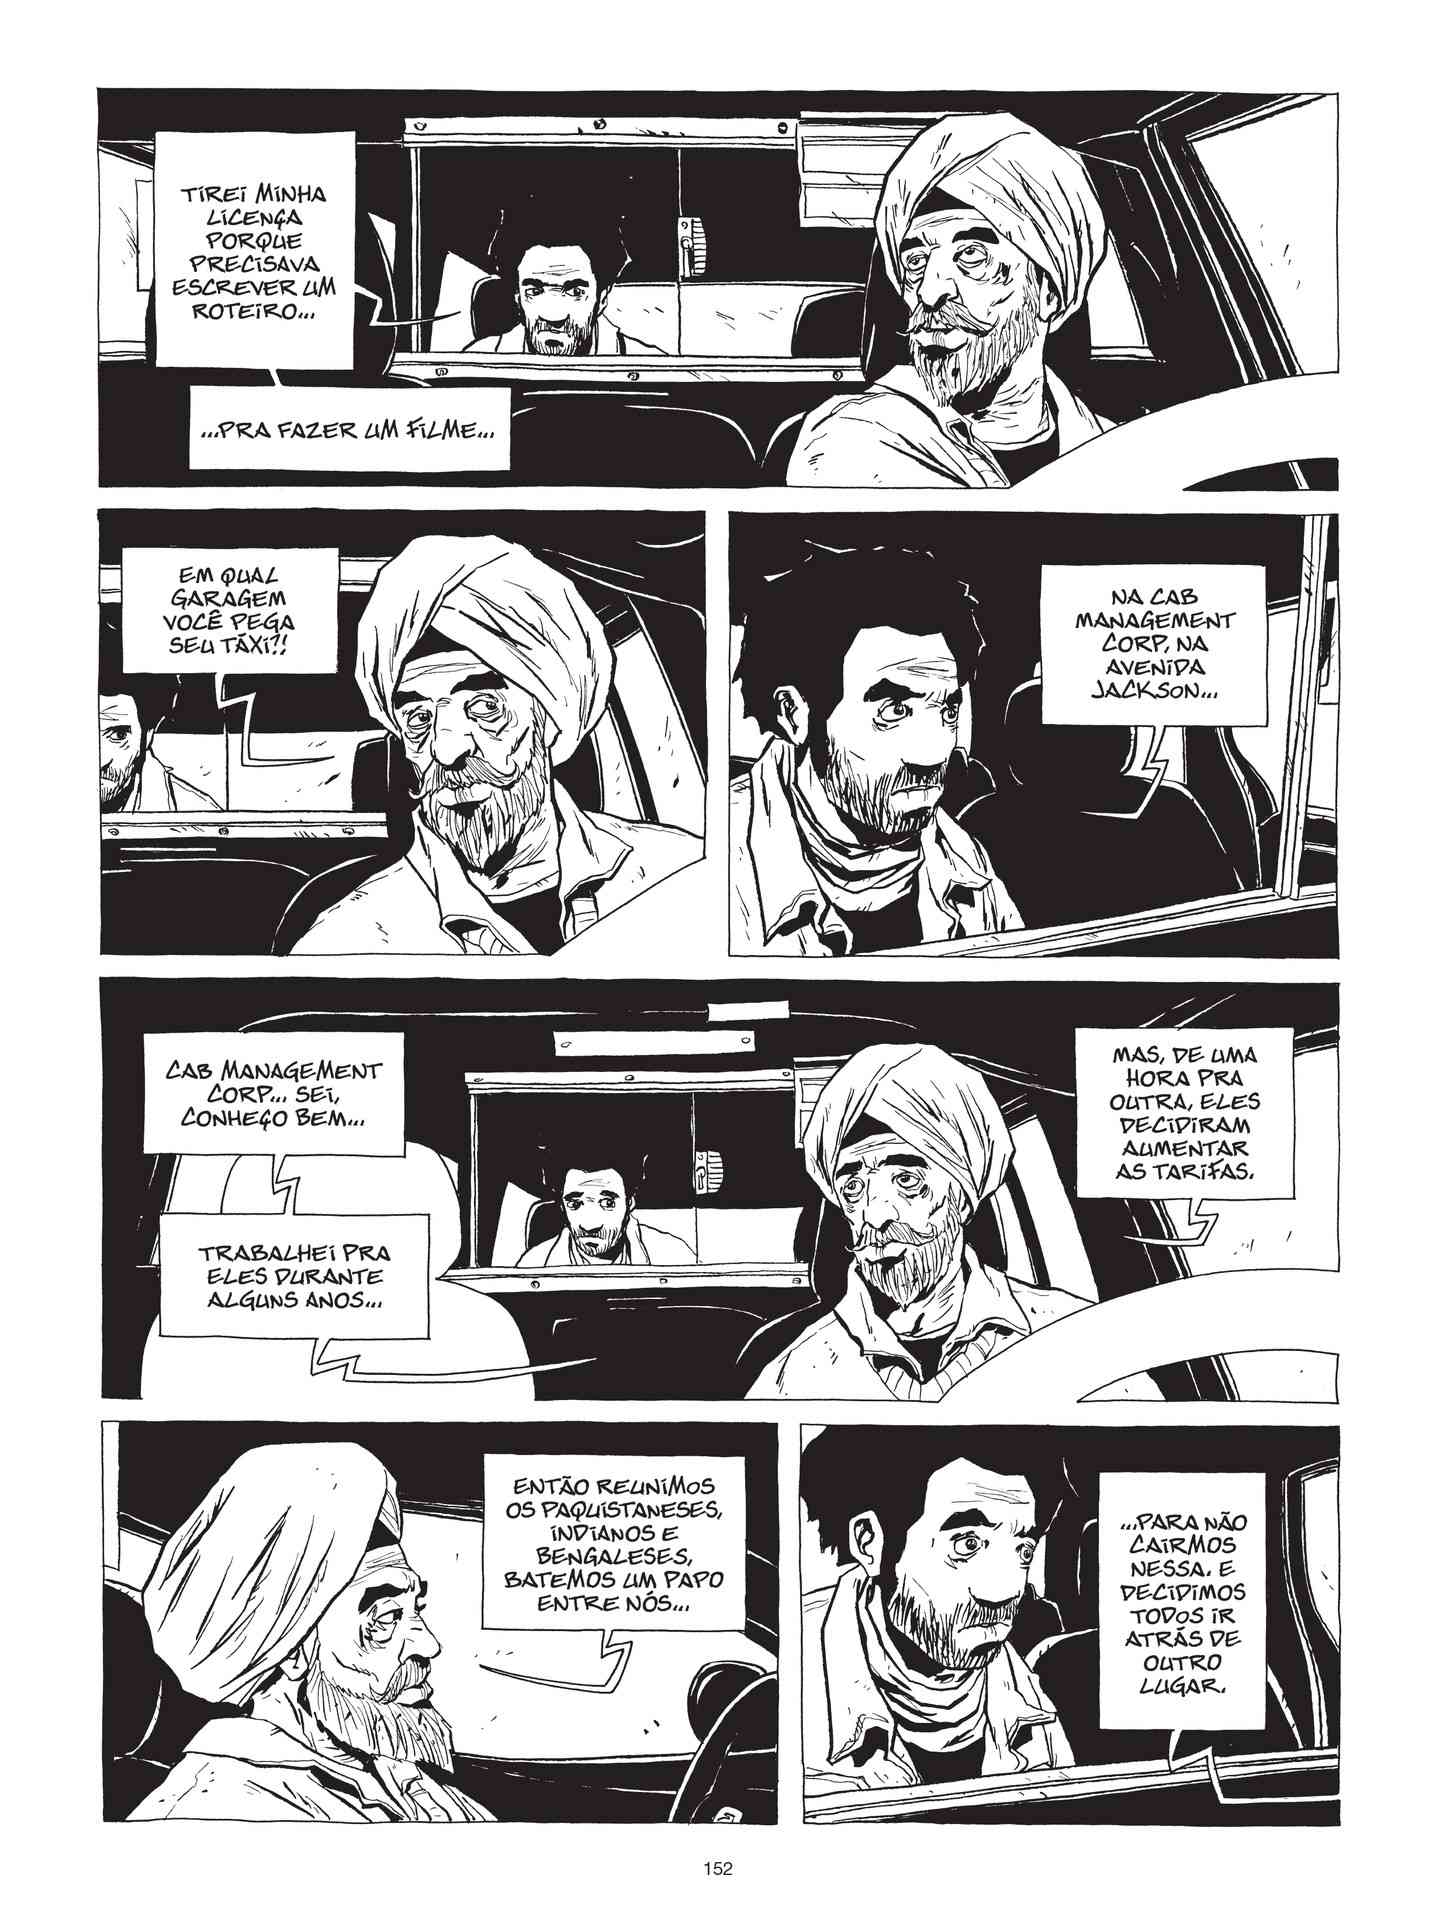 TIREI MINHA
LICENÇA
PORQUE
PRECISAVA
ESCREVER UM
ROTEIRO...
...PRA FAZER UM FILME...
EM QUAL
GARAGEM
VOCÊ PEGA
SEU TÁXI?!
NA CAB
MANAGEMENT
CORP, NA
AVENIDA
JACKSON...
CAB MANAGEMENT
CORP... SEI,
CONHEÇO BEM...
TRABALHEI PRA
ELES DURANTE
ALGUNS ANOS...
MAS, DE UMA
HORA PRA
OUTRA, ELES
DECIDIRAM
AUMENTAR
AS TARIFAS.
ENTÃO REUNIMOS
OS PAQUISTANESES,
INDIANOS E
BENGALESES,
BATEMOS UM PAPO
ENTRE NÓS...
...PARA NÃO
CAIRMOS
NESSA. E
DECIDIMOS
TODOS IR
ATRÁS DE
OUTRO
LUGAR.
152